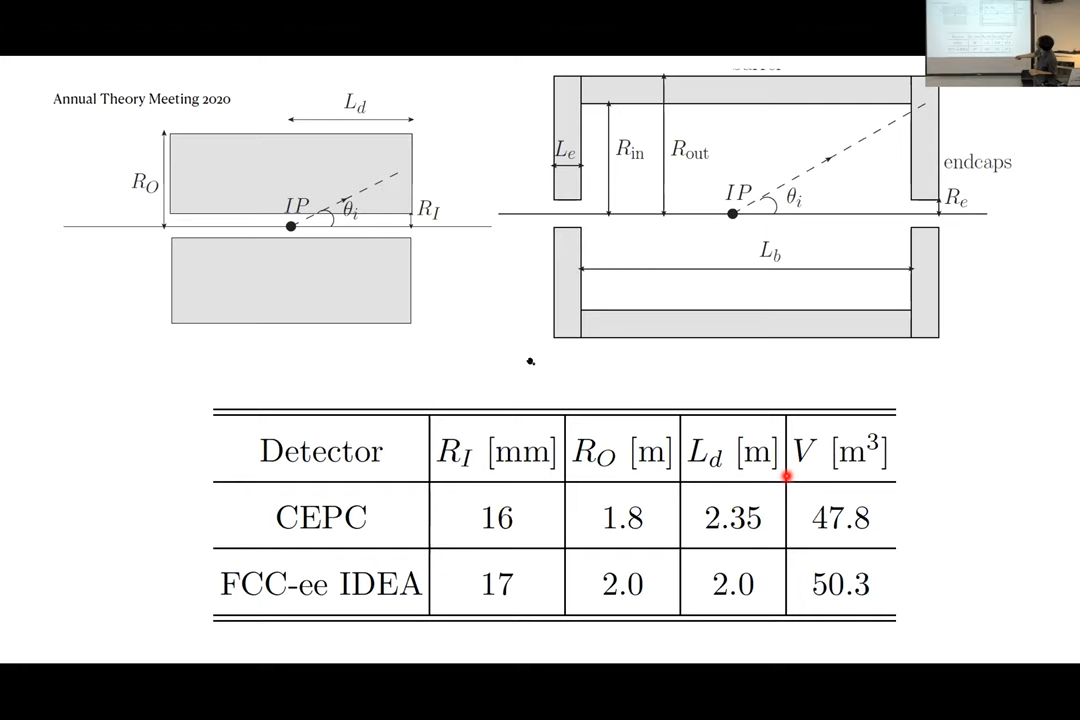 Annual Theory Meeting 2020
L_d
R_O
IP
θ_i
R_I
L_e
R_in
R_out
IP
θ_i
endcaps
R_e
L_b
Detector R_I [mm] R_O [m] L_d [m] V [m³]
CEPC 16 1.8 2.35 47.8
FCC-ee IDEA 17 2.0 2.0 50.3